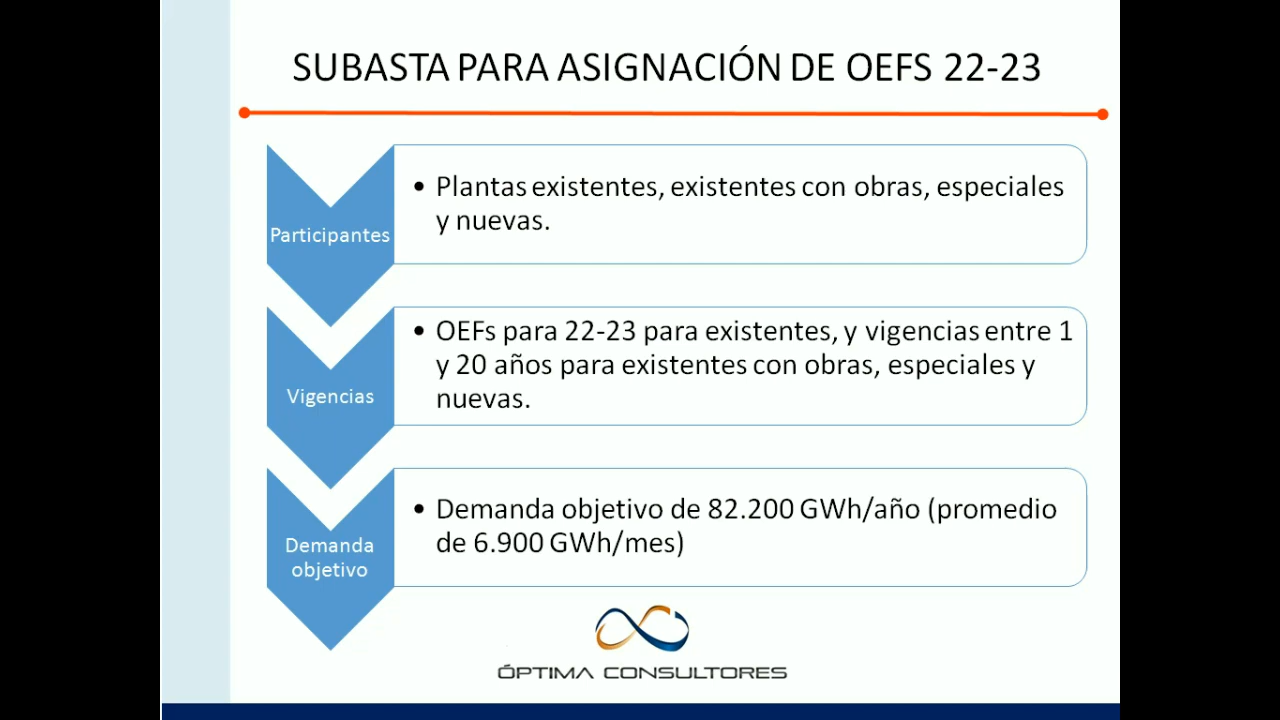 SUBASTA PARA ASIGNACIÓN DE OEFS 22-23
Participantes
• Plantas existentes, existentes con obras, especiales
y nuevas.
Vigencias
• OEFs para 22-23 para existentes, y vigencias entre 1
y 20 años para existentes con obras, especiales y
nuevas.
Demanda
objetivo
• Demanda objetivo de 82.200 GWh/año (promedio
de 6.900 GWh/mes)
ÓPTIMA CONSULTORES